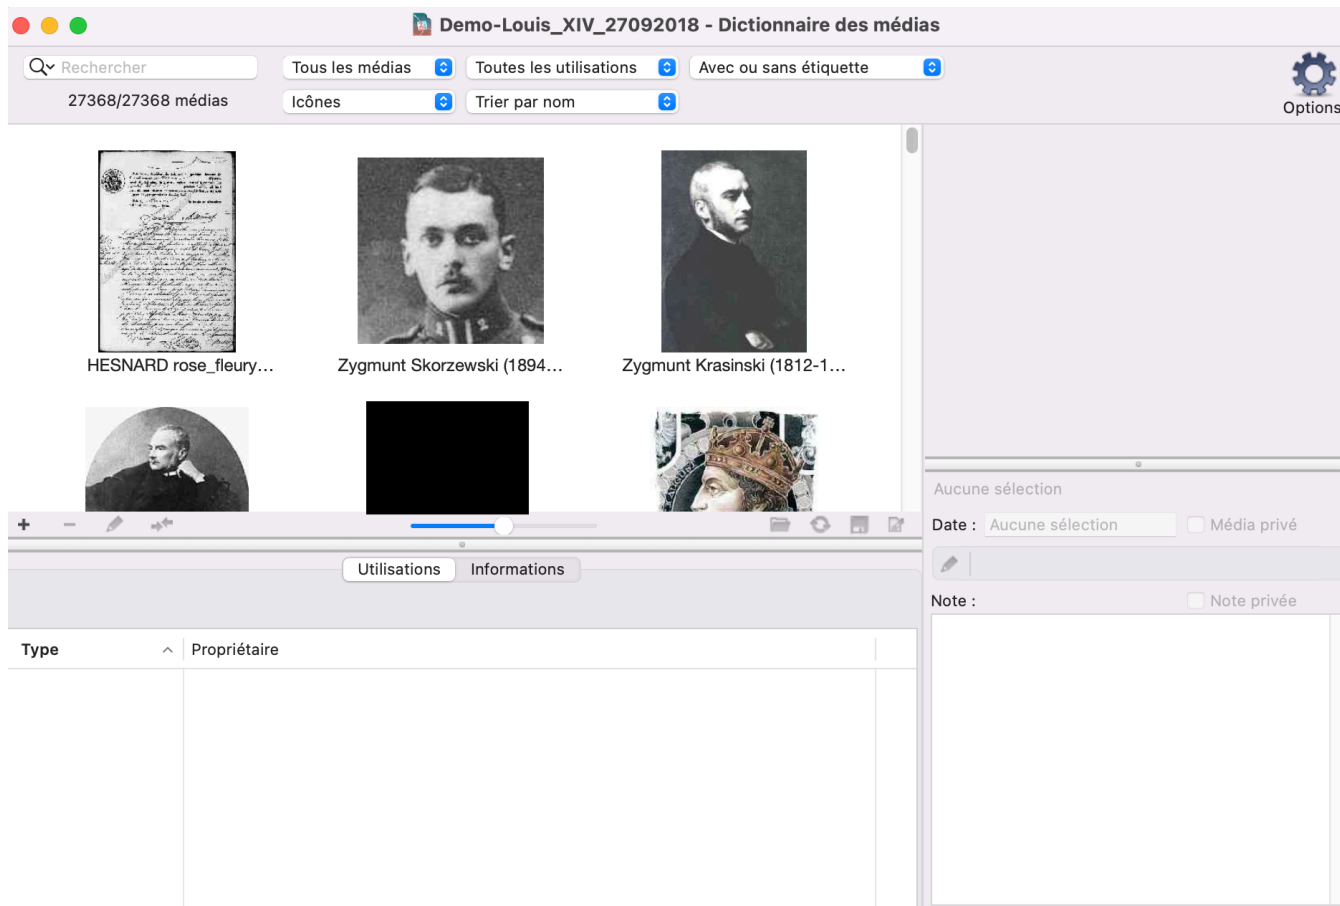 Demo-Louis_XIV_27092018 - Dictionnaire des médias
Rechercher
Tous les médias
Toutes les utilisations
Avec ou sans étiquette
27368/27368 médias
Icônes
Trier par nom
Options
HESNARD rose_fleury…
Zygmunt Skorzewski (1894…
Zygmunt Krasinski (1812-1…
Aucune sélection
Date :
Aucune sélection
Média privé
Utilisations
Informations
Note :
Note privée
Type
Propriétaire